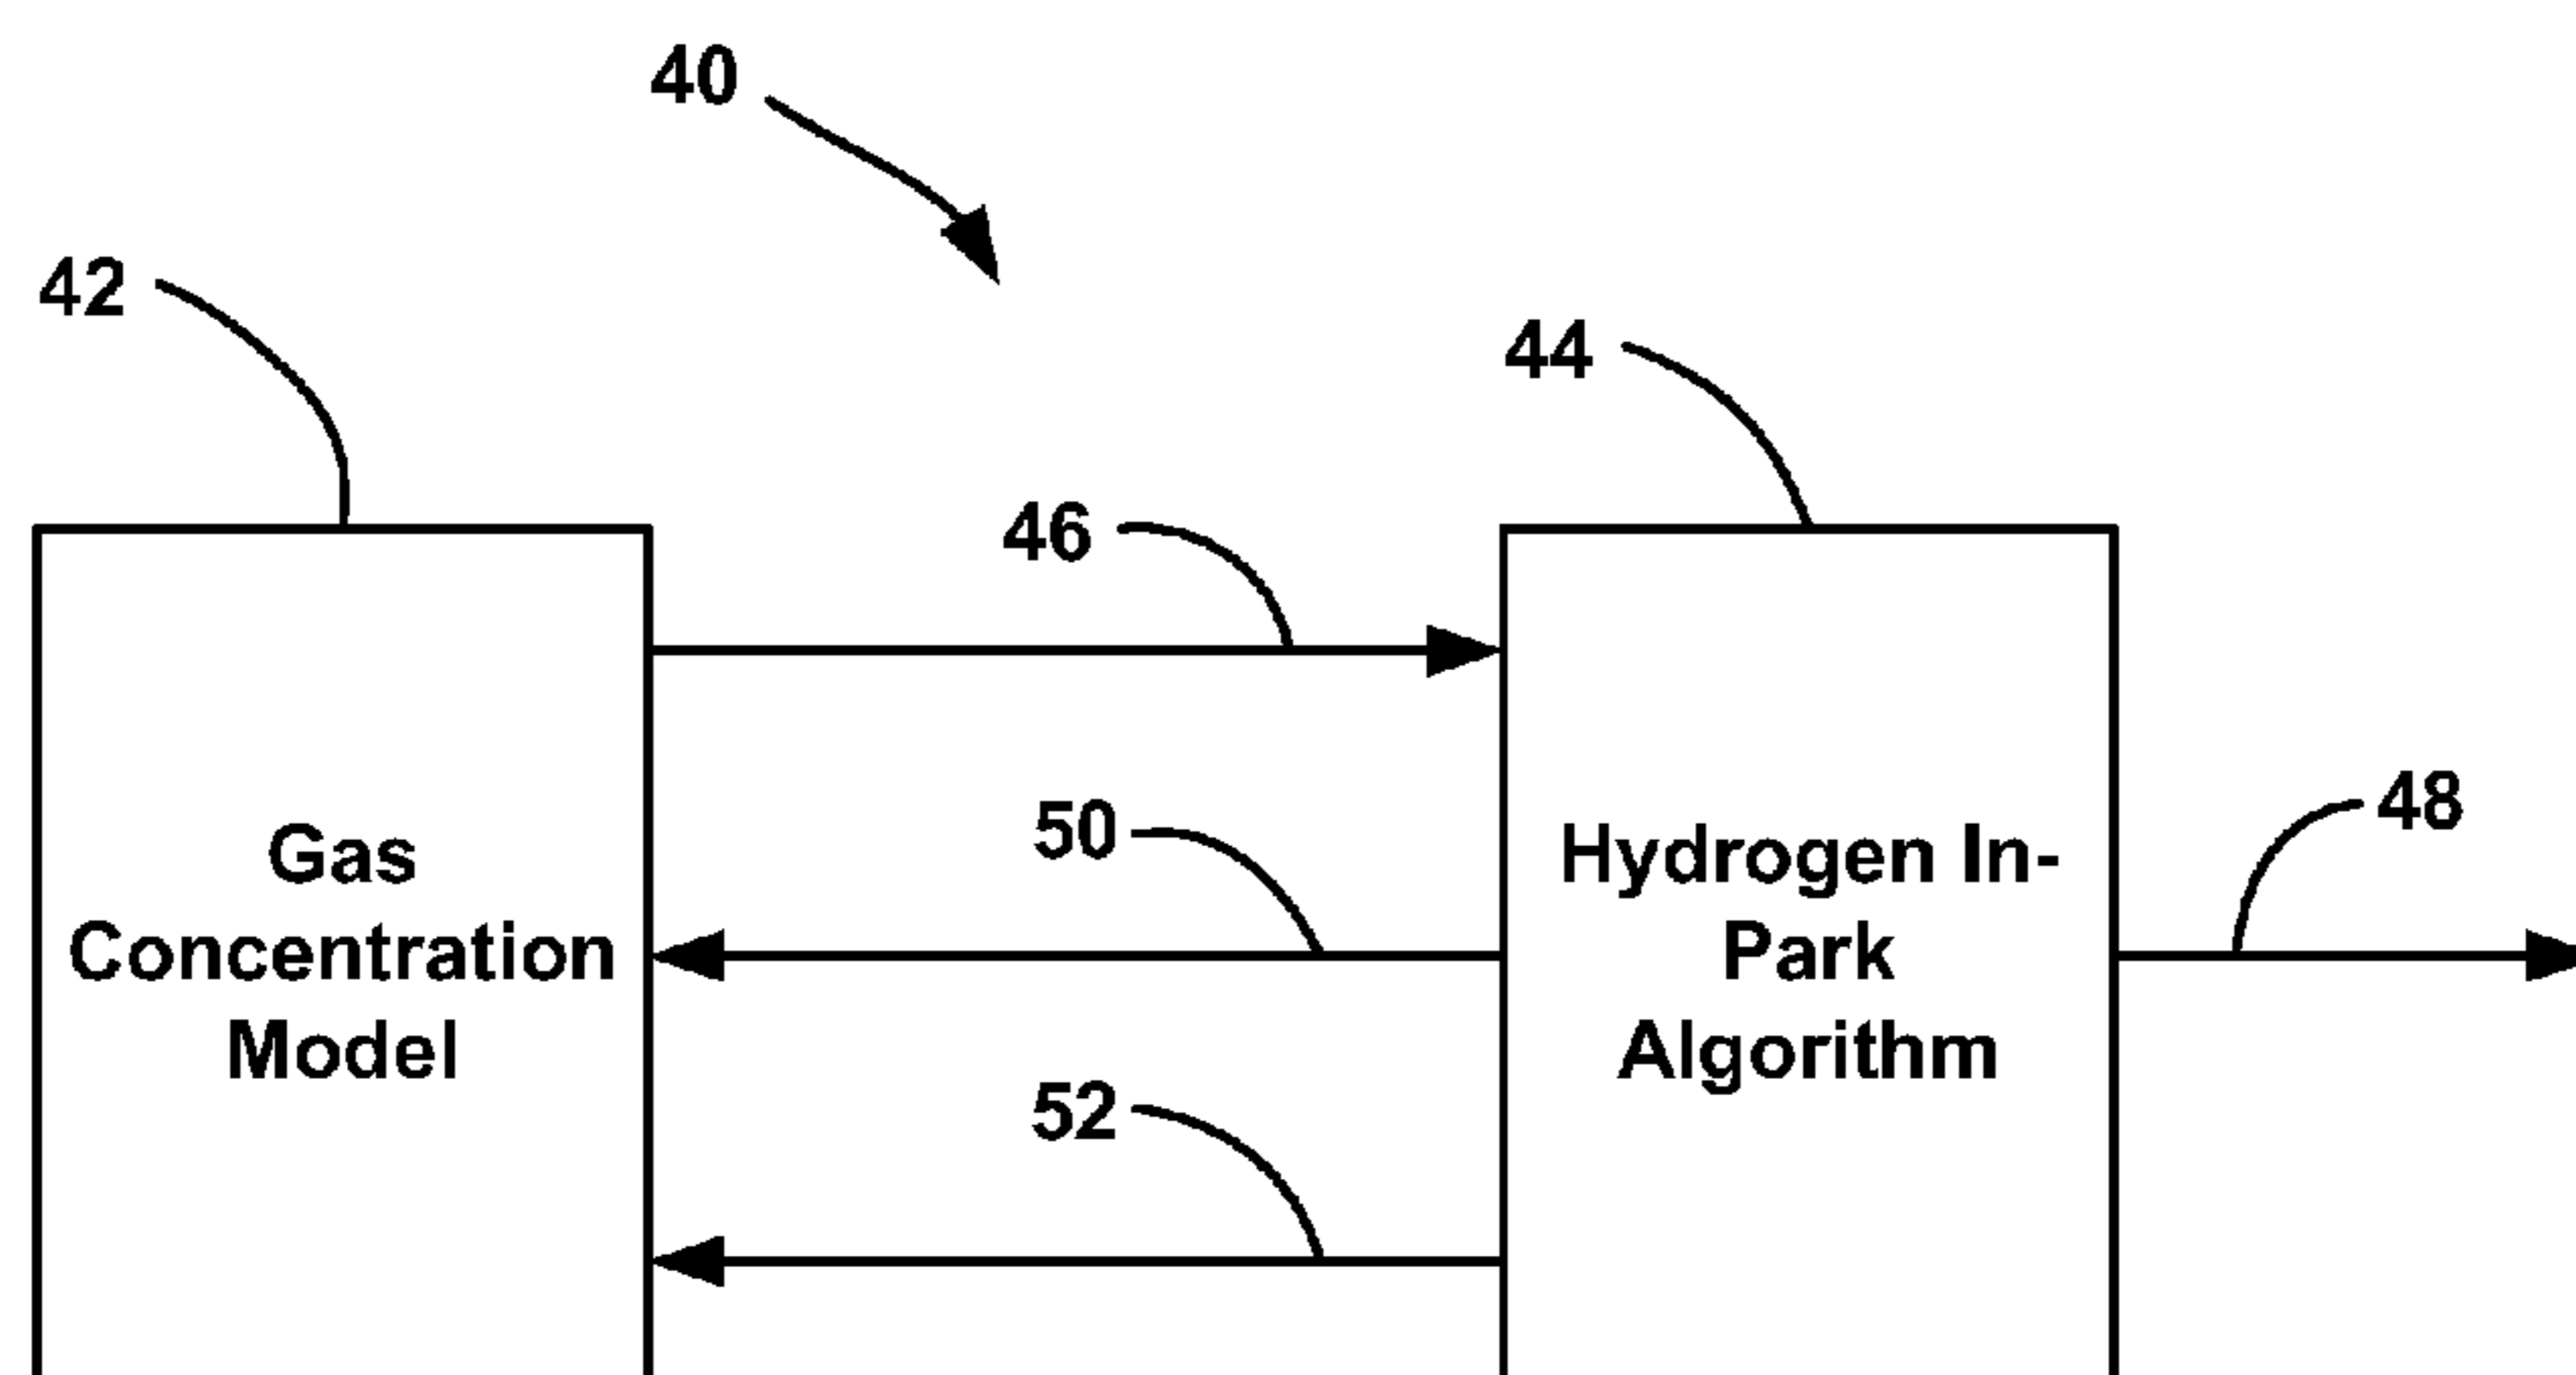 40
42
44
46
48
50
52
Gas
Concentration
Model
Hydrogen In-
Park
Algorithm